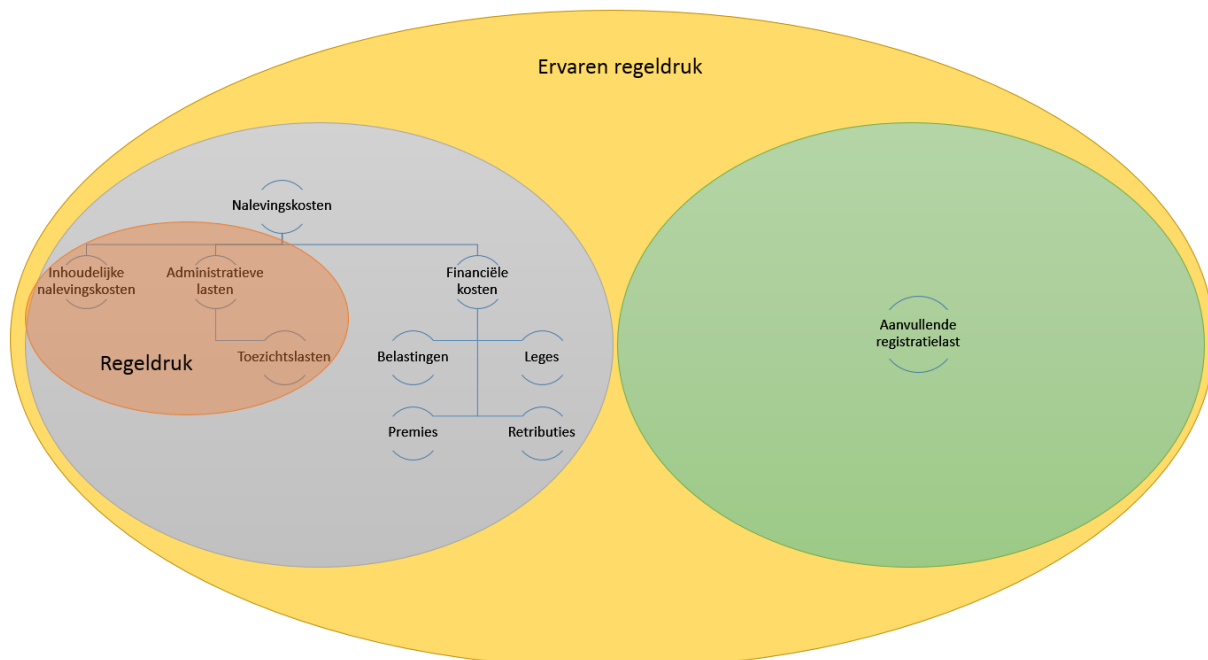 Ervaren regeldruk
Nalevingskosten
Inhoudelijke
nalevingskosten
Administratieve
lasten
Financiële
kosten
Toezichtslasten
Regeldruk
Belastingen
Leges
Premies
Retributies
Aanvullende
registratielast